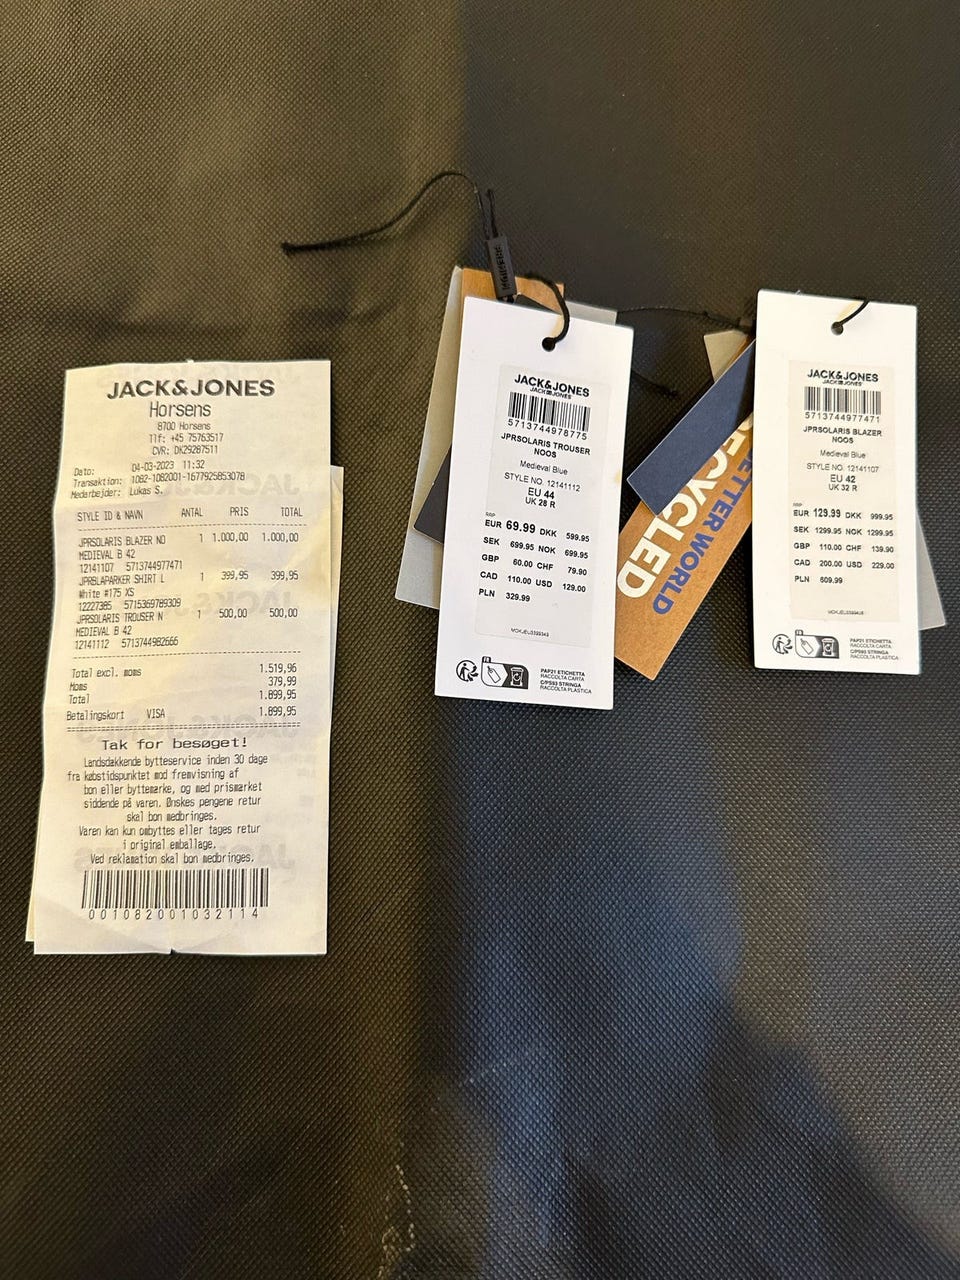 JACK&JONES
Horsens
8700 Horsens
Tlf: +45 75763517
CVR: DK29287511
Dato: 04-03-2023 11:32
Transaktion: 1082-1082001-1677925853078
Medarbejder: Lukas S.
STYLE ID & NAVN ANTAL PRIS TOTAL
JPRSOLARIS BLAZER NO 1 1.000,00 1.000,00
MEDIEVAL B 42
12141107 5713744977471
JPRBLAPARKER SHIRT L 1 399,95 399,95
White #175 XS
12227385 5715369789309
JPRSOLARIS TROUSER N 1 500,00 500,00
MEDIEVAL B 42
12141112 5713744982666
Total excl. moms 1.519,96
Moms 379,99
Total 1.899,95
Betalingskort VISA 1.899,95
Tak for besøget!
Landsdækkende bytteservice inden 30 dage
fra købstidspunktet mod fremvisning af
bon eller byttemærke, og med prismærket
siddende på varen. Ønskes pengene retur
skal bon medbringes.
Varen kan kun ombyttes eller tages retur
i original emballage.
Ved reklamation skal bon medbringes.
001082001032114
JACK&JONES
JACK&JONES
5713744978775
JPRSOLARIS TROUSER
NOOS
Medieval Blue
STYLE NO. 12141112
EU 44
UK 28 R
RRP
EUR 69.99 DKK 599.95
SEK 699.95 NOK 699.95
GBP 60.00 CHF 79.90
CAD 110.00 USD 129.00
PLN 329.99
PAP21 ETICHETTA
RACCOLTA CARTA
C/PS93 STRINGA
RACCOLTA PLASTICA
ETTER WORLD
ECYCLED
JACK&JONES
JACK&JONES
5713744977471
JPRSOLARIS BLAZER
NOOS
Medieval Blue
STYLE NO. 12141107
EU 42
UK 32 R
RRP
EUR 129.99 DKK 999.95
SEK 1299.95 NOK 1299.95
GBP 110.00 CHF 139.90
CAD 200.00 USD 229.00
PLN 609.99
PAP21 ETICHETTA
RACCOLTA CARTA
C/PS93 STRINGA
RACCOLTA PLASTICA